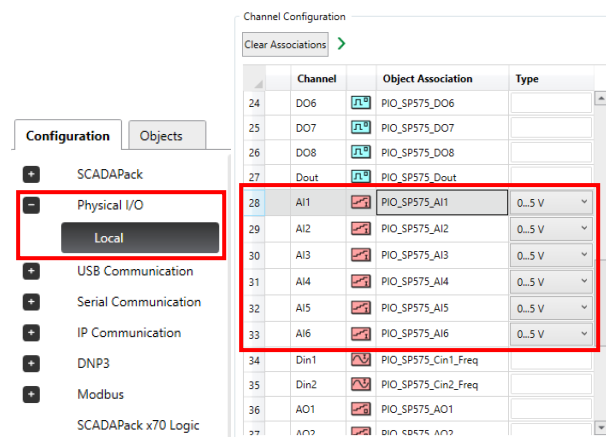 Channel Configuration
Clear Associations
Channel Object Association Type
24 DO6 PIO_SP575_DO6
25 DO7 PIO_SP575_DO7
26 DO8 PIO_SP575_DO8
27 Dout PIO_SP575_Dout
28 AI1 PIO_SP575_AI1 0...5 V
29 AI2 PIO_SP575_AI2 0...5 V
30 AI3 PIO_SP575_AI3 0...5 V
31 AI4 PIO_SP575_AI4 0...5 V
32 AI5 PIO_SP575_AI5 0...5 V
33 AI6 PIO_SP575_AI6 0...5 V
34 Din1 PIO_SP575_Cin1_Freq
35 Din2 PIO_SP575_Cin2_Freq
36 AO1 PIO_SP575_AO1
37 AO2 PIO_SP575_AO2
Configuration Objects
SCADAPack
Physical I/O
Local
USB Communication
Serial Communication
IP Communication
DNP3
Modbus
SCADAPack x70 Logic